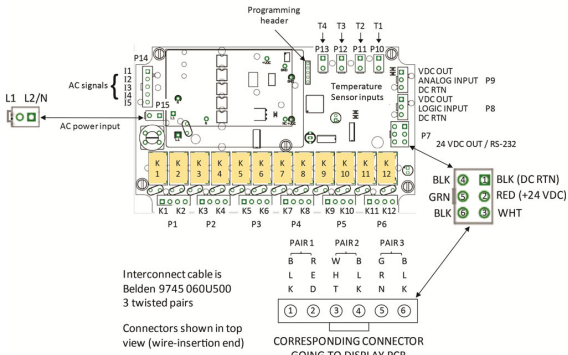 Programming
header
T4 T3 T2 T1
P13 P12 P11 P10
P14
I1
I2
I3
I4
I5
AC signals
L1 L2/N
P15
AC power input
Temperature
Sensor inputs
VDC OUT
ANALOG INPUT P9
DC RTN
VDC OUT
LOGIC INPUT P8
DC RTN
P7
24 VDC OUT / RS-232
K 1 K 2 K 3 K 4 K 5 K 6 K 7 K 8 K 9 K 10 K 11 K 12
K1 K2 K3 K4 K5 K6 K7 K8 K9 K10 K11 K12
P1 P2 P3 P4 P5 P6
BLK 4 1 BLK (DC RTN)
GRN 5 2 RED (+24 VDC)
BLK 6 3 WHT
PAIR 1 PAIR 2 PAIR 3
B R W B G B
L E H L R L
K D T K N K
1 2 3 4 5 6
Interconnect cable is
Belden 9745 060U500
3 twisted pairs
Connectors shown in top
view (wire-insertion end)
CORRESPONDING CONNECTOR
GOING TO DISPLAY PCB